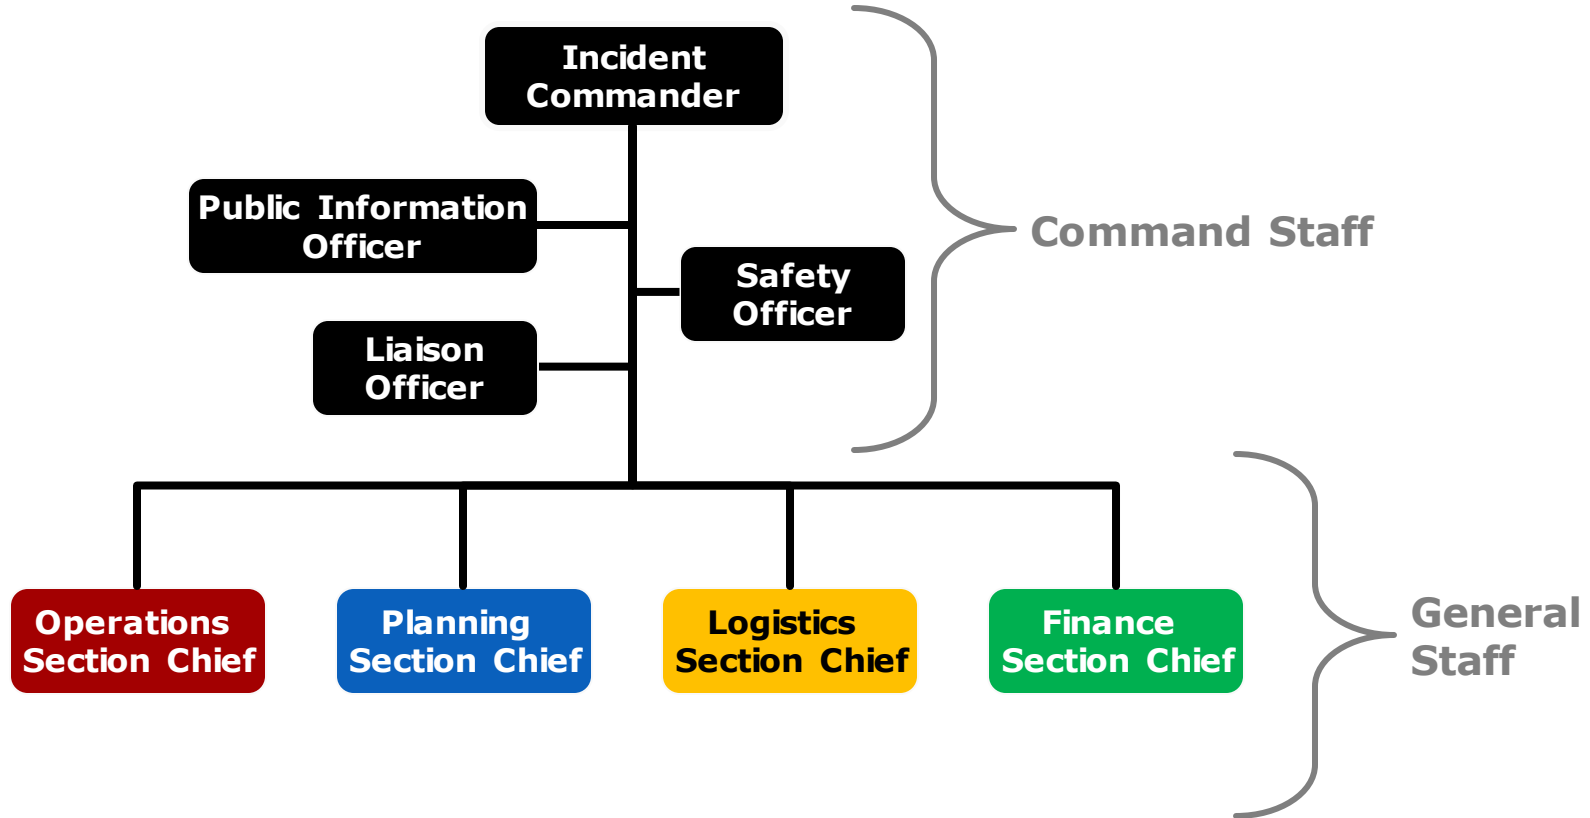 Incident
Commander
Public Information
Officer
Command Staff
Safety
Officer
Liaison
Officer
Operations
Section Chief
Planning
Section Chief
Logistics
Section Chief
Finance
Section Chief
General
Staff